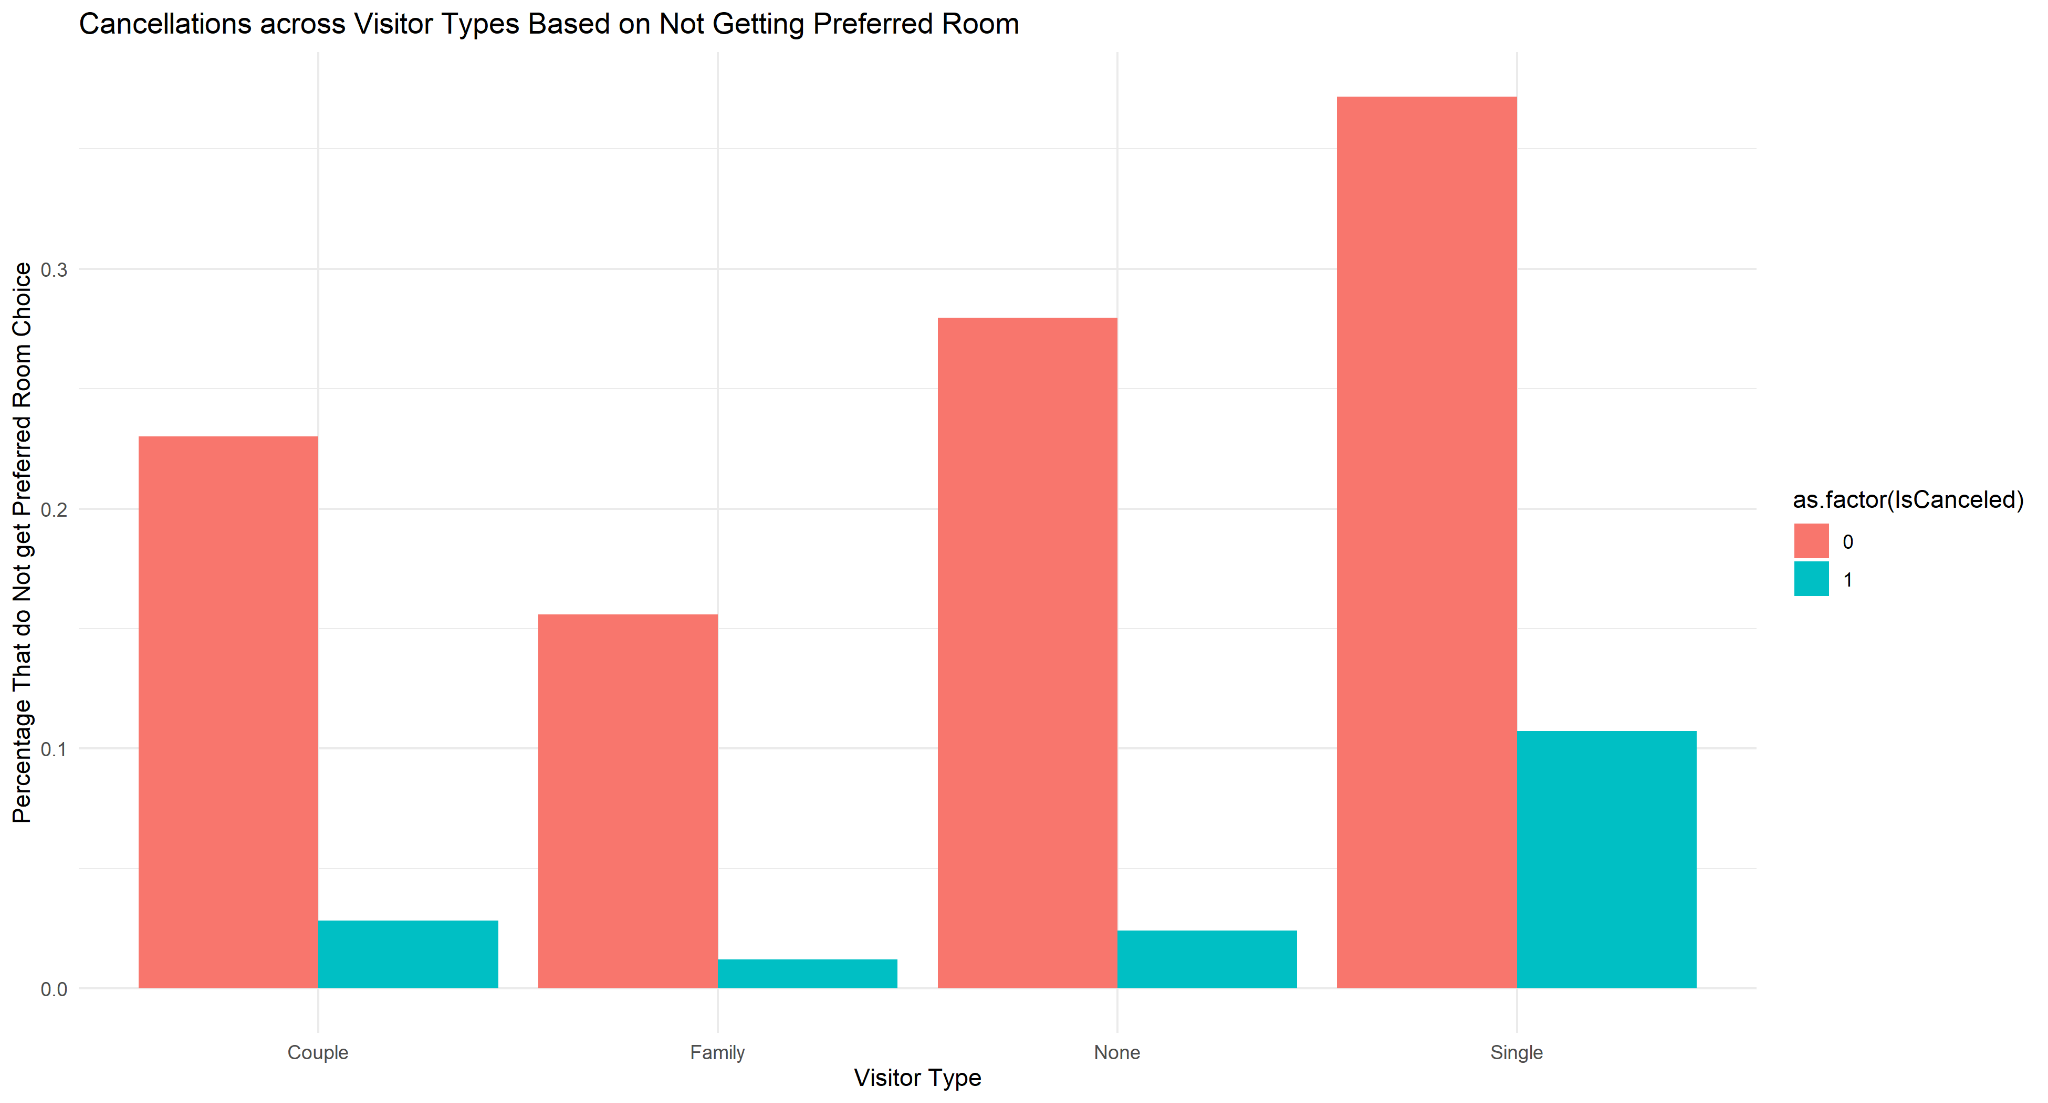 Cancellations across Visitor Types Based on Not Getting Preferred Room
Percentage That do Not get Preferred Room Choice
0.3
0.2
0.1
0.0
Couple
Family
None
Single
Visitor Type
as.factor(IsCanceled)
0
1